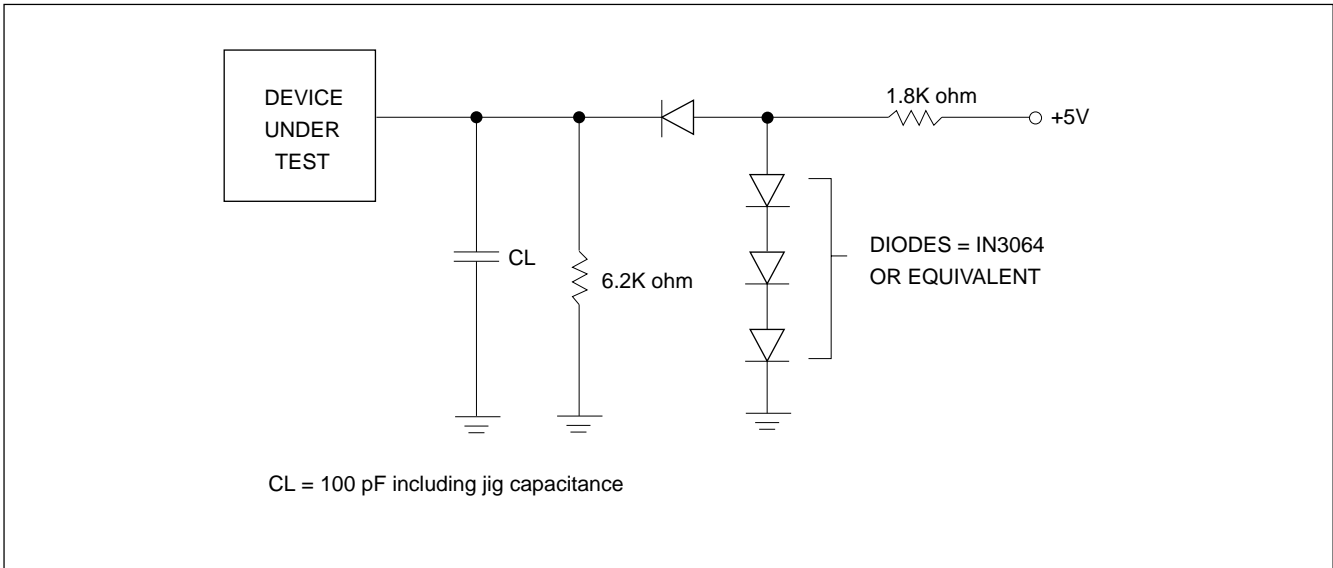 DEVICE
UNDER
TEST
1.8K ohm
+5V
CL
6.2K ohm
DIODES = IN3064
OR EQUIVALENT
CL = 100 pF including jig capacitance